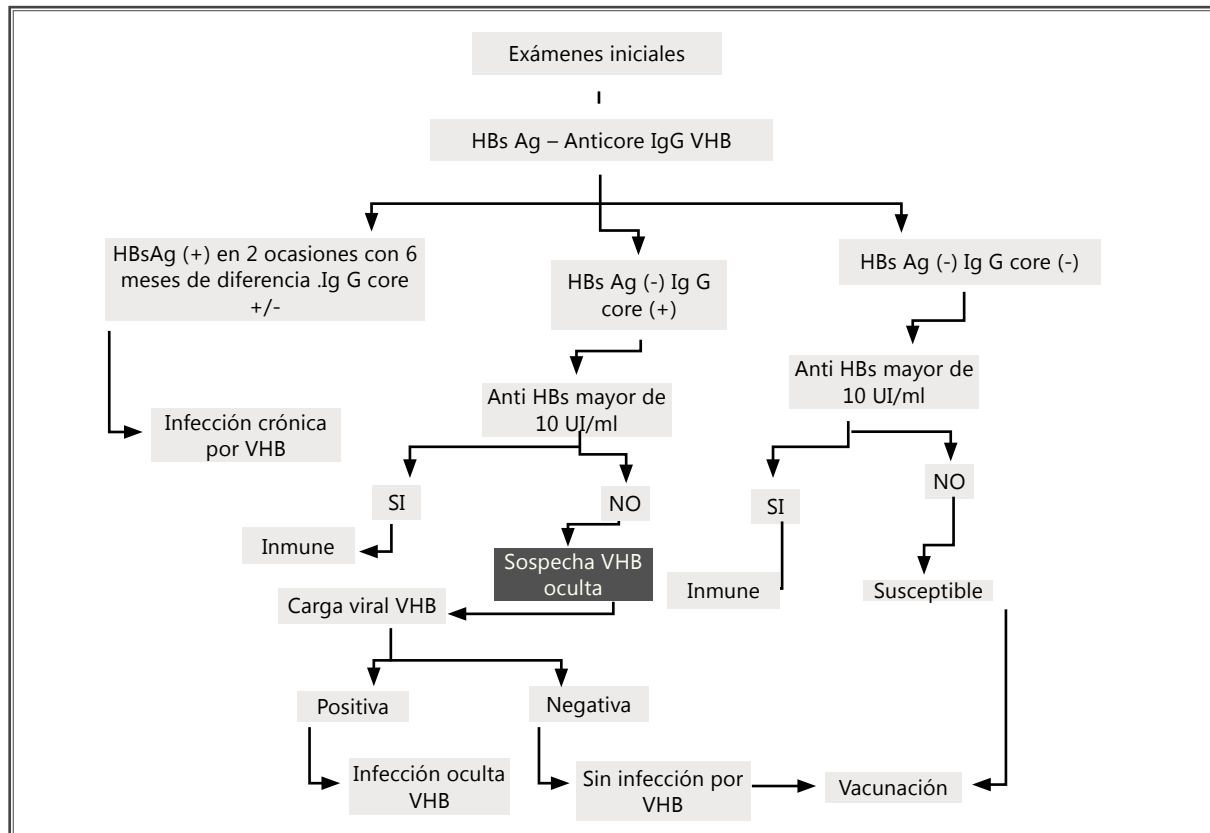 Exámenes iniciales
HBs Ag – Anticore IgG VHB
HBsAg (+) en 2 ocasiones con 6
meses de diferencia .Ig G core
+/-
HBs Ag (-) Ig G
core (+)
HBs Ag (-) Ig G core (-)
Anti HBs mayor de
10 UI/ml
Anti HBs mayor de
10 UI/ml
Infección crónica
por VHB
SI
NO
SI
NO
Inmune
Sospecha VHB
oculta
Inmune
Susceptible
Carga viral VHB
Positiva
Negativa
Infección oculta
VHB
Sin infección por
VHB
Vacunación